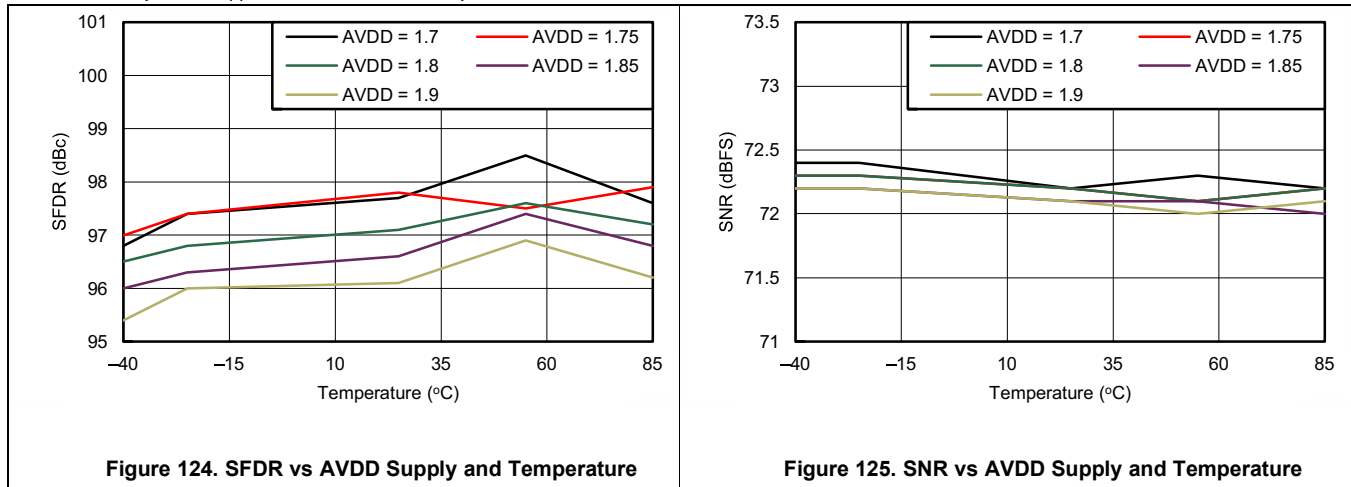 101
100
99
98
97
96
95
SFDR (dBc)
AVDD = 1.7
AVDD = 1.75
AVDD = 1.8
AVDD = 1.85
AVDD = 1.9
–40
–15
10
35
60
85
Temperature (°C)
Figure 124. SFDR vs AVDD Supply and Temperature
73.5
73
72.5
72
71.5
71
SNR (dBFS)
AVDD = 1.7
AVDD = 1.75
AVDD = 1.8
AVDD = 1.85
AVDD = 1.9
–40
–15
10
35
60
85
Temperature (°C)
Figure 125. SNR vs AVDD Supply and Temperature